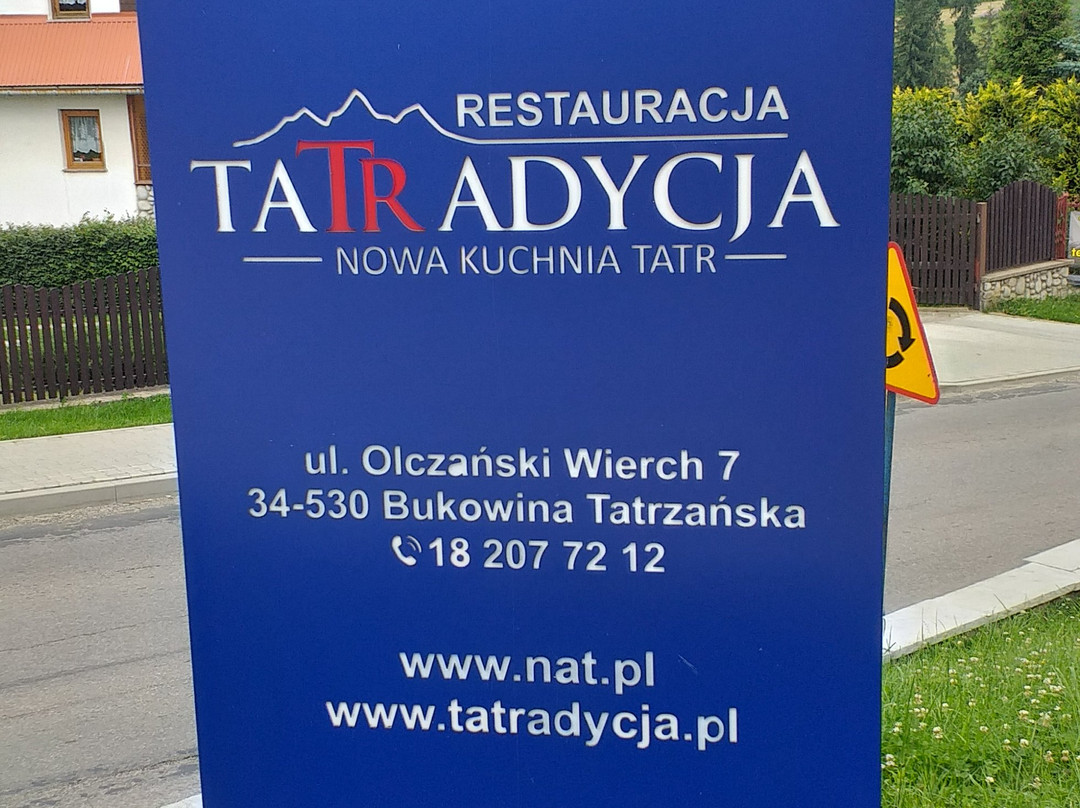 RESTAURACJA
TATRADYCJA
NOWA KUCHNIA TATR
ul. Olczański Wierch 7
34-530 Bukowina Tatrzańska
18 207 72 12
www.nat.pl
www.tatradycja.pl